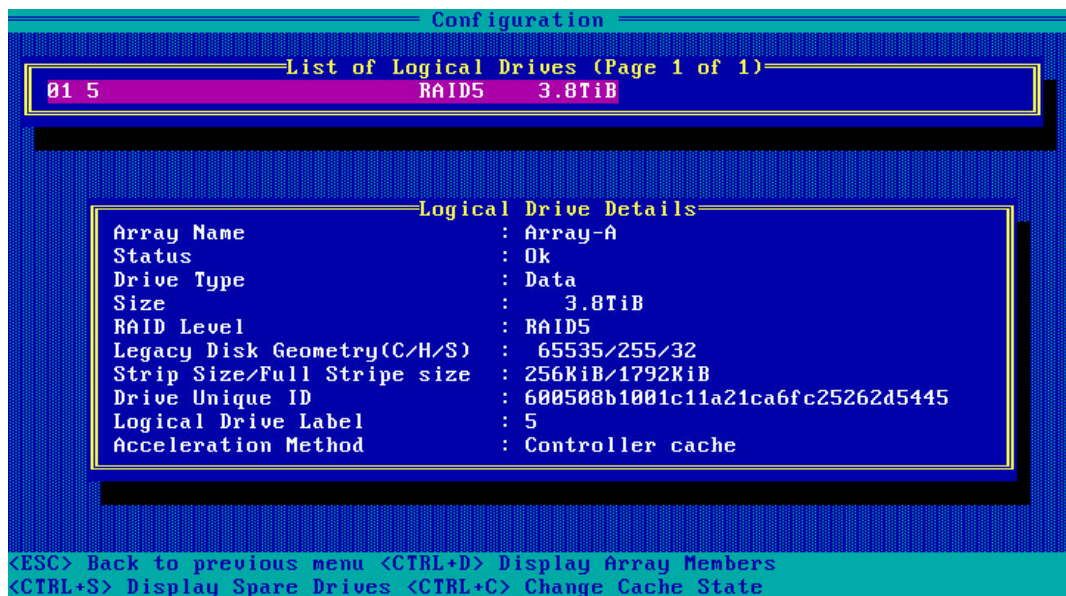 Configuration
List of Logical Drives (Page 1 of 1)
01 5 RAID5 3.8TiB
Logical Drive Details
Array Name : Array-A
Status : Ok
Drive Type : Data
Size : 3.8TiB
RAID Level : RAID5
Legacy Disk Geometry(C/H/S) : 65535/255/32
Strip Size/Full Stripe size : 256KiB/1792KiB
Drive Unique ID : 600508b1001c11a21ca6fc25262d5445
Logical Drive Label : 5
Acceleration Method : Controller cache
<ESC> Back to previous menu <CTRL+D> Display Array Members
<CTRL+S> Display Spare Drives <CTRL+C> Change Cache State